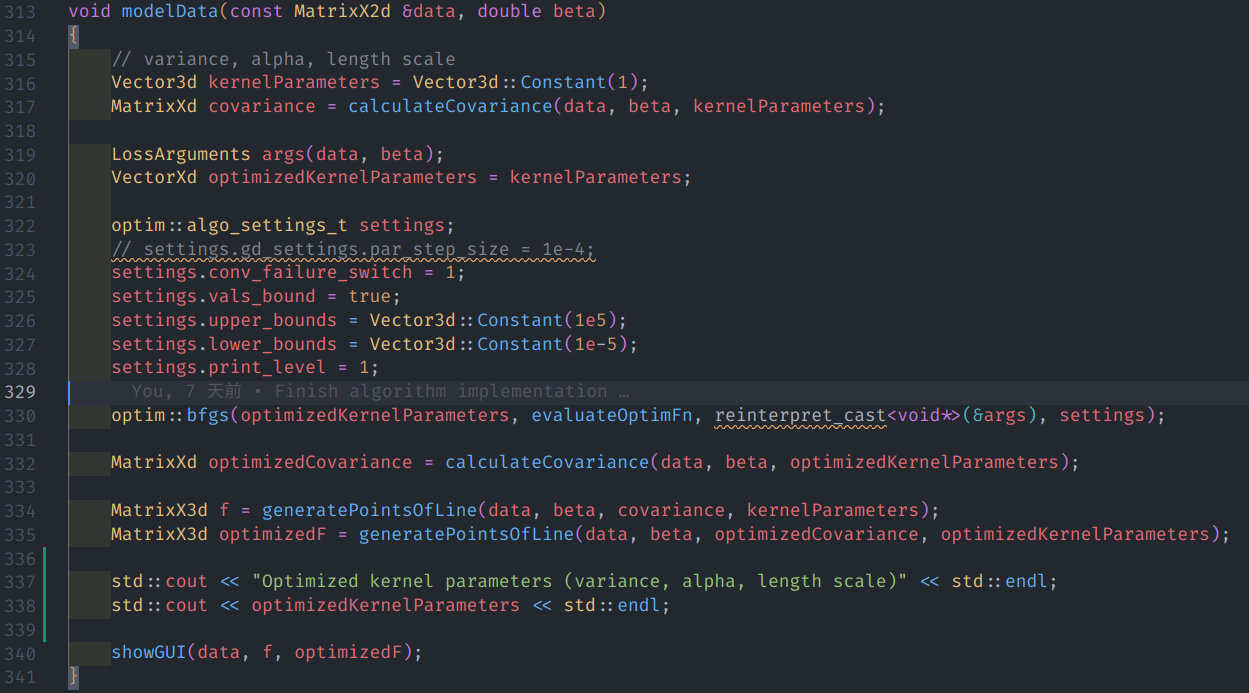 313 void modelData(const MatrixX2d &data, double beta)
314 {
315 // variance, alpha, length scale
316 Vector3d kernelParameters = Vector3d::Constant(1);
317 MatrixXd covariance = calculateCovariance(data, beta, kernelParameters);
318
319 LossArguments args(data, beta);
320 VectorXd optimizedKernelParameters = kernelParameters;
321
322 optim::algo_settings_t settings;
323 // settings.gd_settings.par_step_size = 1e-4;
324 settings.conv_failure_switch = 1;
325 settings.vals_bound = true;
326 settings.upper_bounds = Vector3d::Constant(1e5);
327 settings.lower_bounds = Vector3d::Constant(1e-5);
328 settings.print_level = 1;
329 You, 7 天前 • Finish algorithm implementation …
330 optim::bfgs(optimizedKernelParameters, evaluateOptimFn, reinterpret_cast<void*>(&args), settings);
331
332 MatrixXd optimizedCovariance = calculateCovariance(data, beta, optimizedKernelParameters);
333
334 MatrixX3d f = generatePointsOfLine(data, beta, covariance, kernelParameters);
335 MatrixX3d optimizedF = generatePointsOfLine(data, beta, optimizedCovariance, optimizedKernelParameters);
336
337 std::cout << "Optimized kernel parameters (variance, alpha, length scale)" << std::endl;
338 std::cout << optimizedKernelParameters << std::endl;
339
340 showGUI(data, f, optimizedF);
341 }